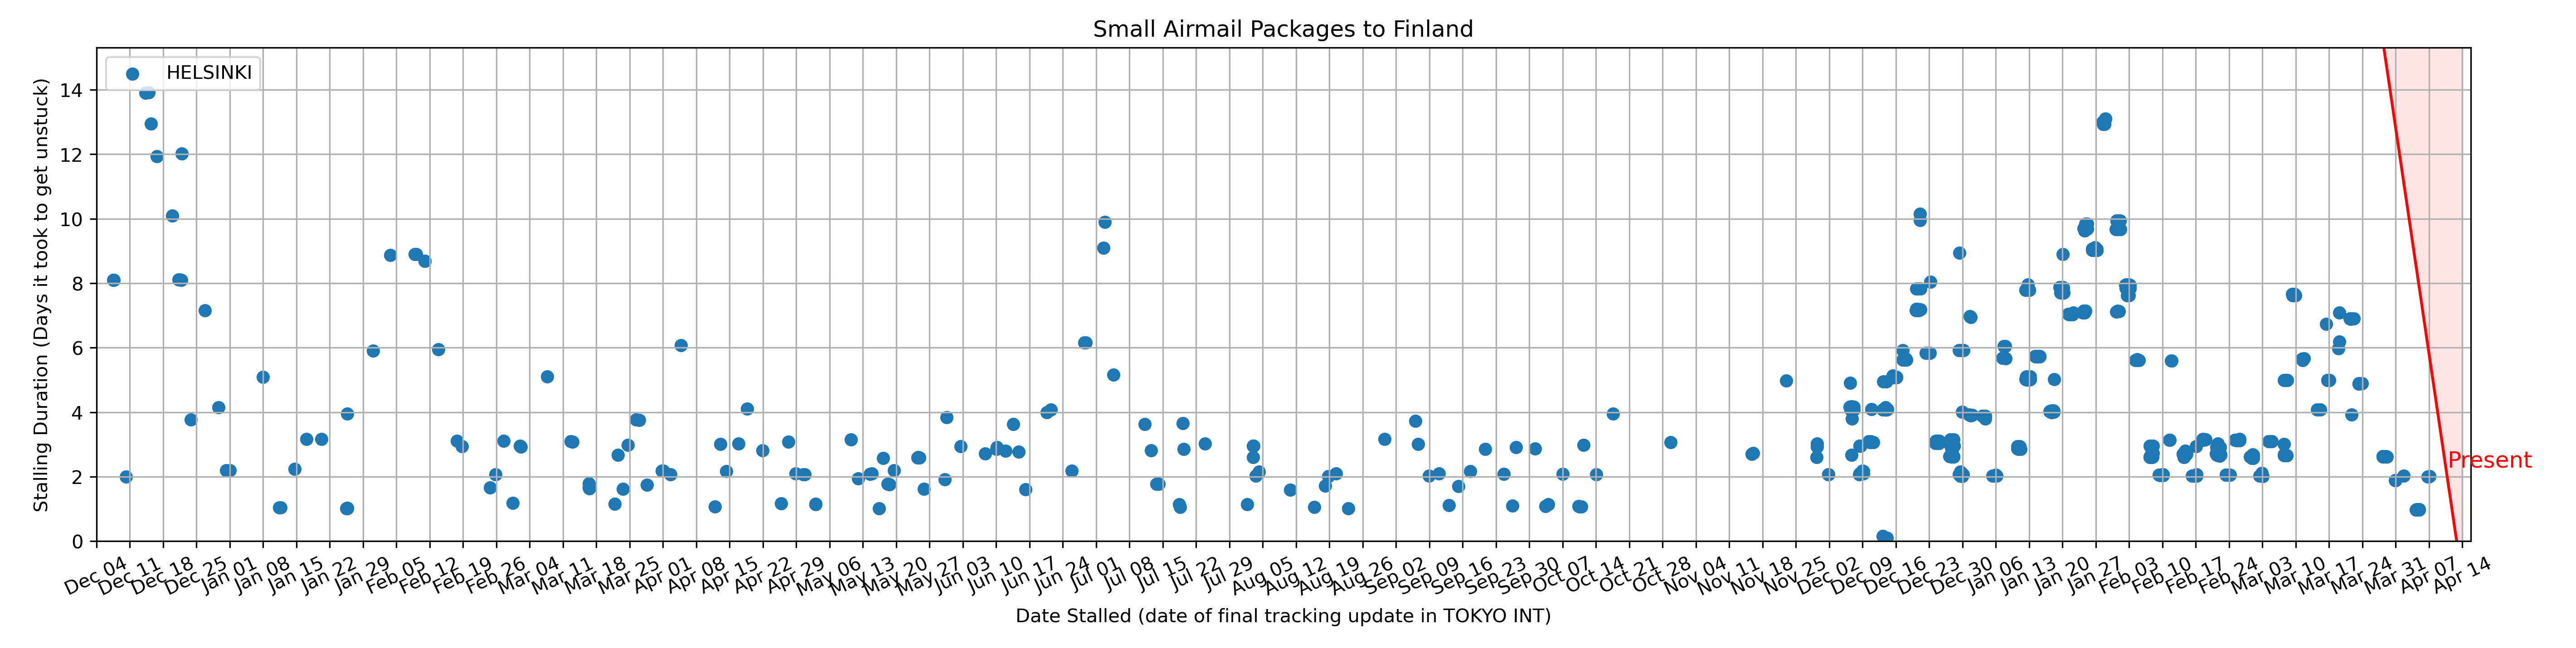 Small Airmail Packages to Finland
HELSINKI
Stalling Duration (Days it took to get unstuck)
14
12
10
8
6
4
2
0
Present
Dec 04
Dec 11
Dec 18
Dec 25
Jan 01
Jan 08
Jan 15
Jan 22
Jan 29
Feb 05
Feb 12
Feb 19
Feb 26
Mar 04
Mar 11
Mar 18
Mar 25
Apr 01
Apr 08
Apr 15
Apr 22
Apr 29
May 06
May 13
May 20
May 27
Jun 03
Jun 10
Jun 17
Jun 24
Jul 01
Jul 08
Jul 15
Jul 22
Jul 29
Aug 05
Aug 12
Aug 19
Aug 26
Sep 02
Sep 09
Sep 16
Sep 23
Sep 30
Oct 07
Oct 14
Oct 21
Oct 28
Nov 04
Nov 11
Nov 18
Nov 25
Dec 02
Dec 09
Dec 16
Dec 23
Dec 30
Jan 06
Jan 13
Jan 20
Jan 27
Feb 03
Feb 10
Feb 17
Feb 24
Mar 03
Mar 10
Mar 17
Mar 24
Mar 31
Apr 07
Apr 14
Date Stalled (date of final tracking update in TOKYO INT)